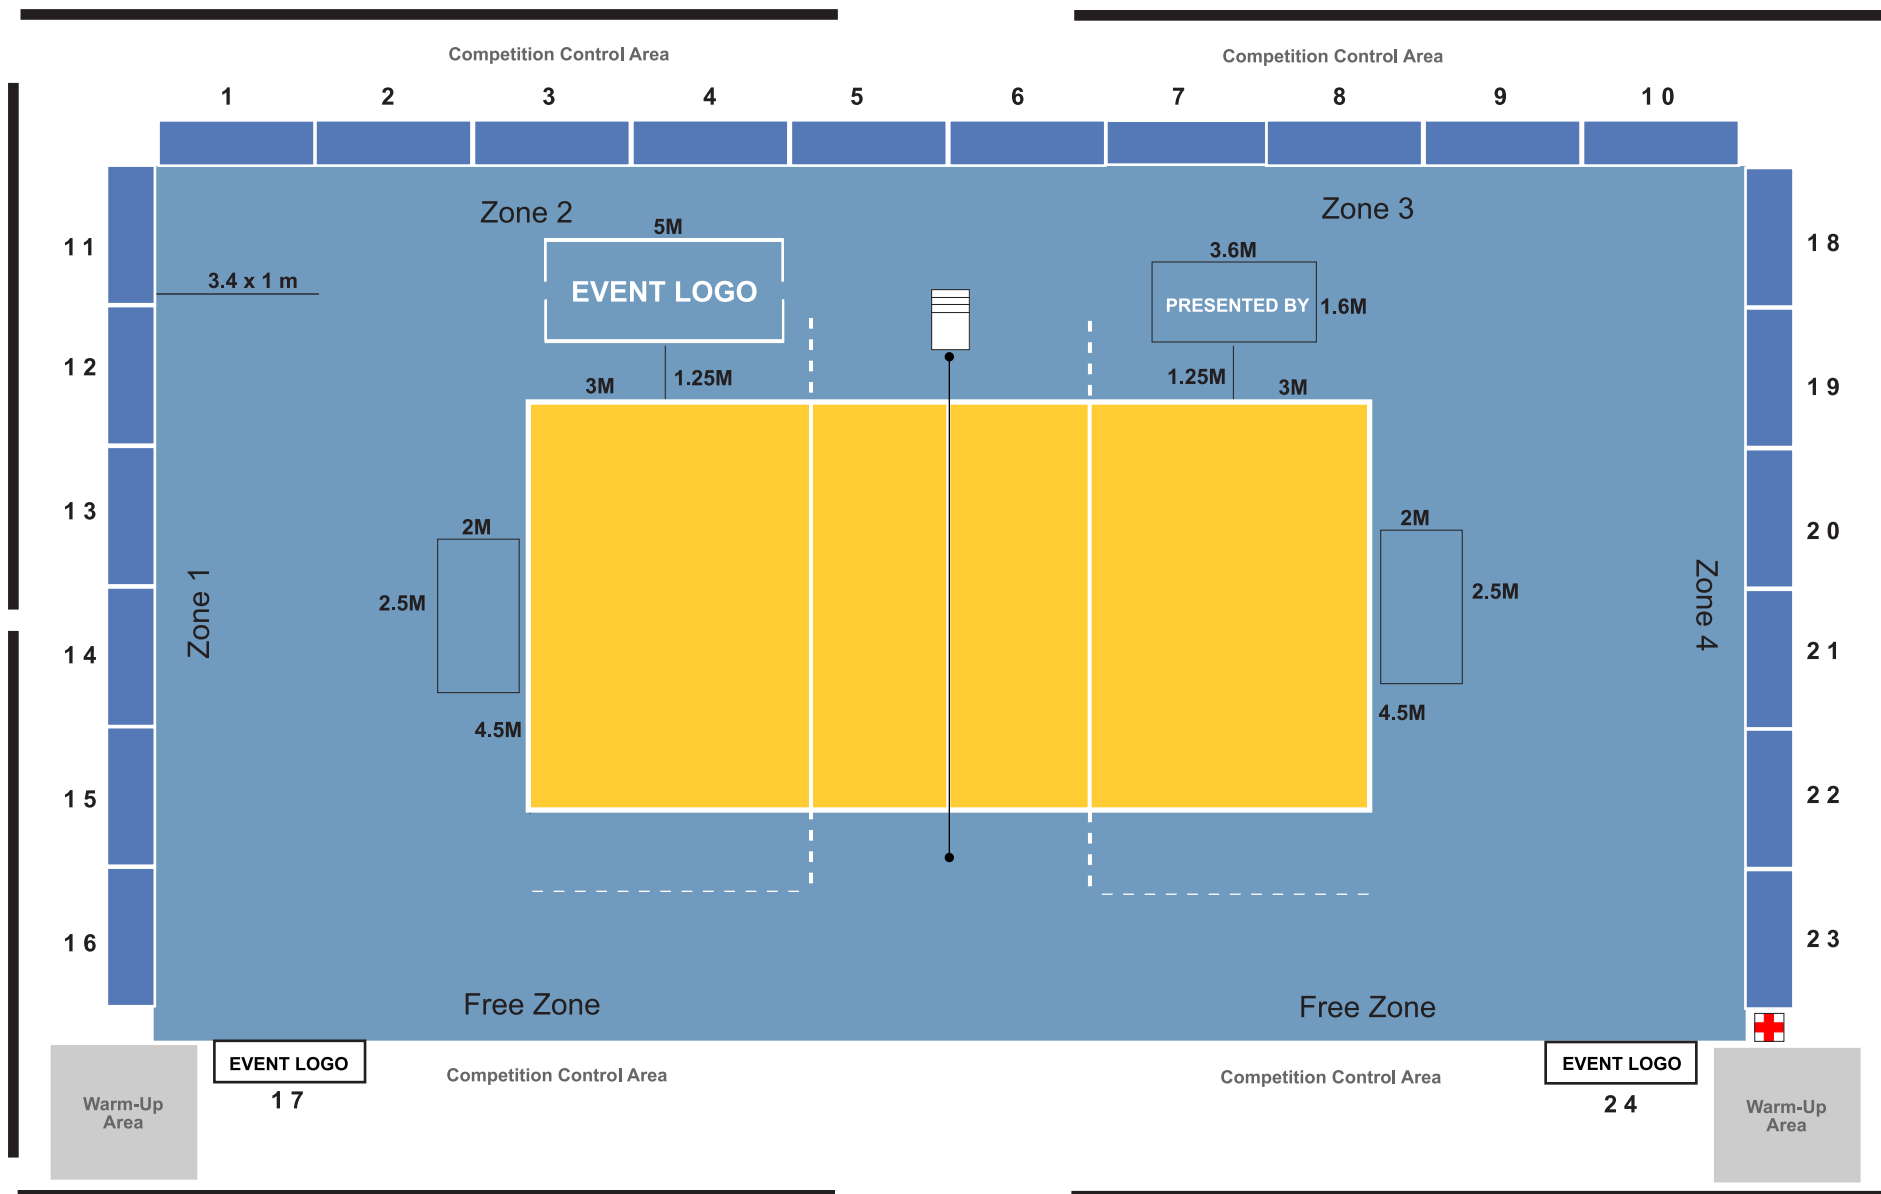 Competition Control Area
Competition Control Area
1 2 3 4 5 6 7 8 9 10
Zone 2
Zone 3
5M
3.6M
11
18
3.4 x 1 m
EVENT LOGO
PRESENTED BY
1.6M
12
3M
1.25M
1.25M
3M
19
13
2M
2M
20
2.5M
2.5M
Zone 1
Zone 4
14
21
4.5M
4.5M
15
22
16
23
Free Zone
Free Zone
EVENT LOGO
EVENT LOGO
Competition Control Area
Competition Control Area
17
24
Warm-Up
Area
Warm-Up
Area